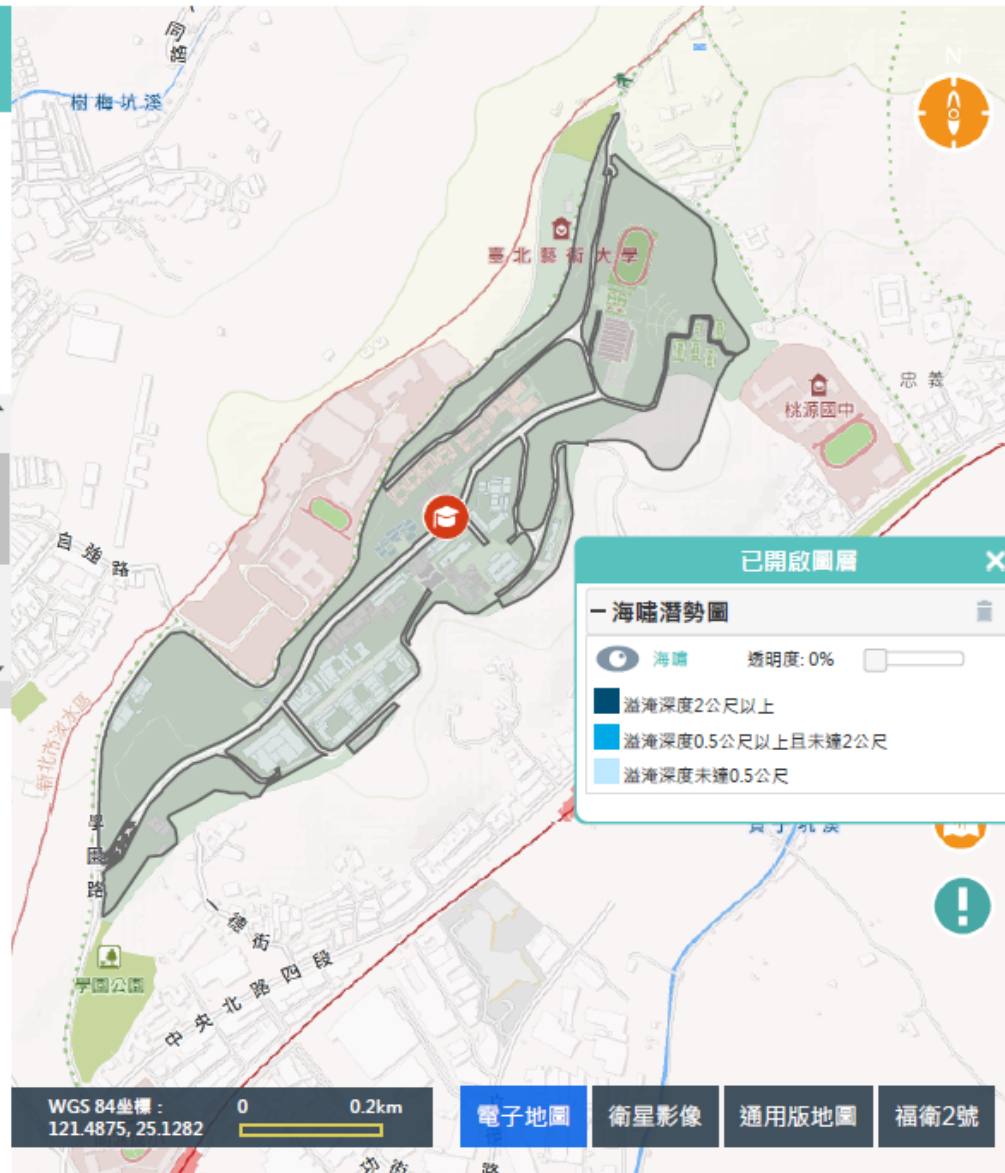 同路
N
樹梅坑溪
臺北藝術大學
忠義
桃源國中
自強路
已開啟圖層
海嘯潛勢圖
海嘯 透明度: 0%
溢淹深度2公尺以上
溢淹深度0.5公尺以上且未達2公尺
溢淹深度未達0.5公尺
新北市淡水區
貴子坑溪
學園路
一德街
學園公園
中央北路四段
WGS 84坐標：
121.4875, 25.1282
0 0.2km
電子地圖 衛星影像 通用版地圖 福衛2號
路